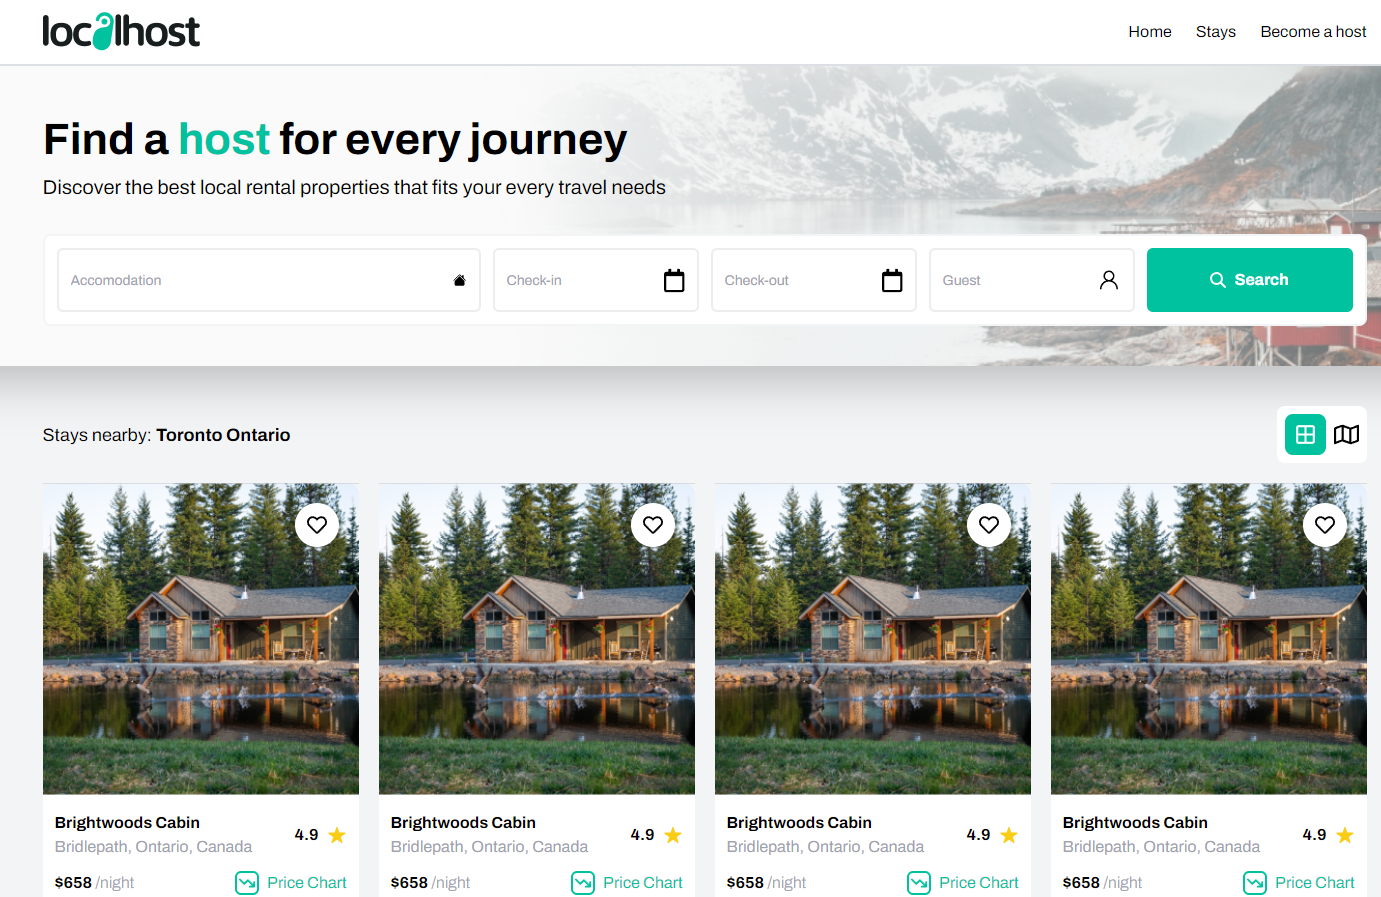 localhost
Home Stays Become a host
Find a host for every journey
Discover the best local rental properties that fits your every travel needs
Accomodation Check-in Check-out Guest Search
Stays nearby: Toronto Ontario
Brightwoods Cabin 4.9
Bridlepath, Ontario, Canada
$658 /night Price Chart
Brightwoods Cabin 4.9
Bridlepath, Ontario, Canada
$658 /night Price Chart
Brightwoods Cabin 4.9
Bridlepath, Ontario, Canada
$658 /night Price Chart
Brightwoods Cabin 4.9
Bridlepath, Ontario, Canada
$658 /night Price Chart